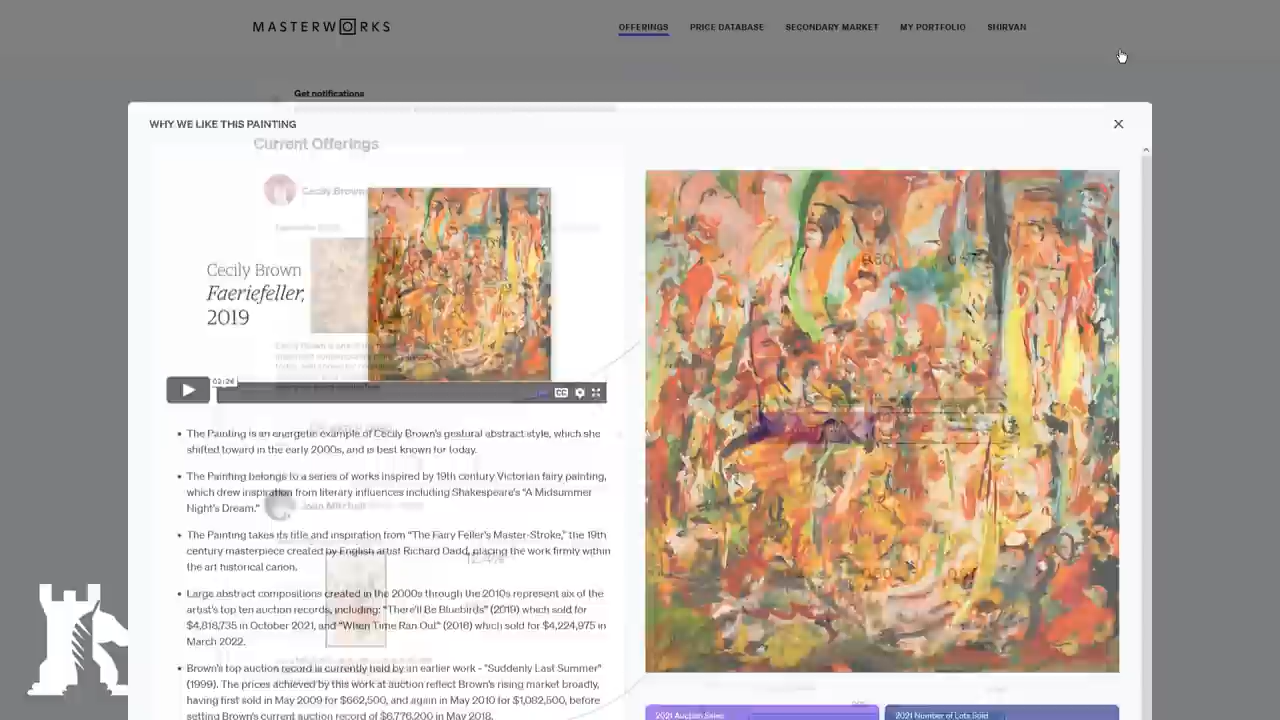 MASTERWORKS
OFFERINGS
PRICE DATABASE
SECONDARY MARKET
MY PORTFOLIO
SHIRVAN
Get notifications
WHY WE LIKE THIS PAINTING
Current Offerings
Cecily Brown
Cecily Brown
Faeriefeller,
2019
CC
• The Painting is an energetic example of Cecily Brown's gestural abstract style, which she
shifted toward in the early 2000s, and is best known for today.
• The Painting belongs to a series of works inspired by 19th century Victorian fairy painting,
which drew inspiration from literary influences including Shakespeare's "A Midsummer
Night's Dream."
Joan Mitchell
• The Painting takes its title and inspiration from "The Fairy Feller's Master-Stroke," the 19th
century masterpiece created by English artist Richard Dadd, placing the work firmly within
the art historical canon.
12.4%
• Large abstract compositions created in the 2000s through the 2010s represent six of the
artist's top ten auction records, including: "There'll Be Bluebirds" (2019) which sold for
$4,818,735 in October 2021, and "When Time Ran Out" (2016) which sold for $4,224,975 in
March 2022.
• Brown's top auction record is currently held by an earlier work - "Suddenly Last Summer"
(1999). The prices achieved by this work at auction reflect Brown's rising market broadly,
having first sold in May 2009 for $662,500, and again in May 2010 for $1,082,500, before
setting Brown's current auction record of $6,776,200 in May 2018.
2021 Auction Sales
2021 Number of Lots Sold